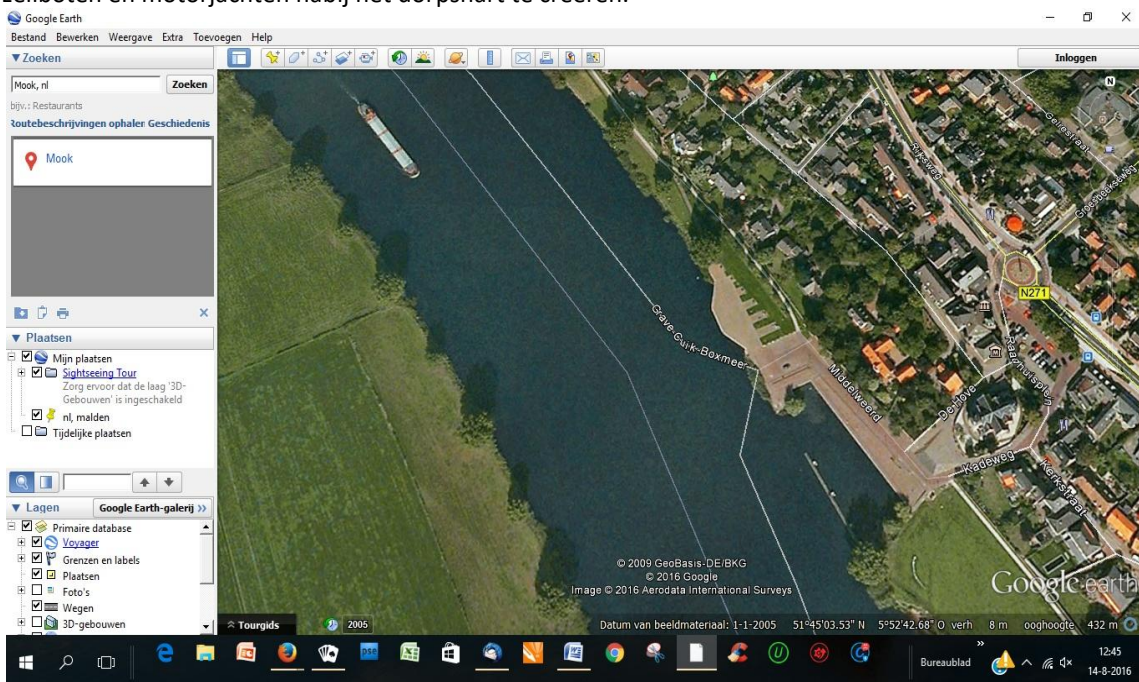 zeilboten en motorjachten nabij het dorpshart te creëren.
Google Earth
Bestand Bewerken Weergave Extra Toevoegen Help
▼ Zoeken
Inloggen
Mook, nl
Zoeken
bijv.: Restaurants
Routebeschrijvingen ophalen Geschiedenis
Mook
▼ Plaatsen
Mijn plaatsen
Sightseeing Tour
Zorg ervoor dat de laag '3D-
Gebouwen' is ingeschakeld
nl, malden
Tijdelijke plaatsen
▼ Lagen
Google Earth-galerij >>
Primaire database
Voyager
Grenzen en labels
Plaatsen
Foto's
Wegen
3D-gebouwen
N
Geirestraat
Rijksweg
Groesbeekseweg
N271
Grave-Cuik-Boxmeer
Middelweerd
De Hove
Raadhuisplein
Kadeweg
Kerkstraat
© 2009 GeoBasis-DE/BKG
© 2016 Google
Image © 2016 Aerodata International Surveys
Google earth
Tourgids
2005
Datum van beeldmateriaal: 1-1-2005 51°45'03.53" N 5°52'42.68" O verh 8 m ooghoogte 432 m
PSE
Bureaublad
12:45
14-8-2016